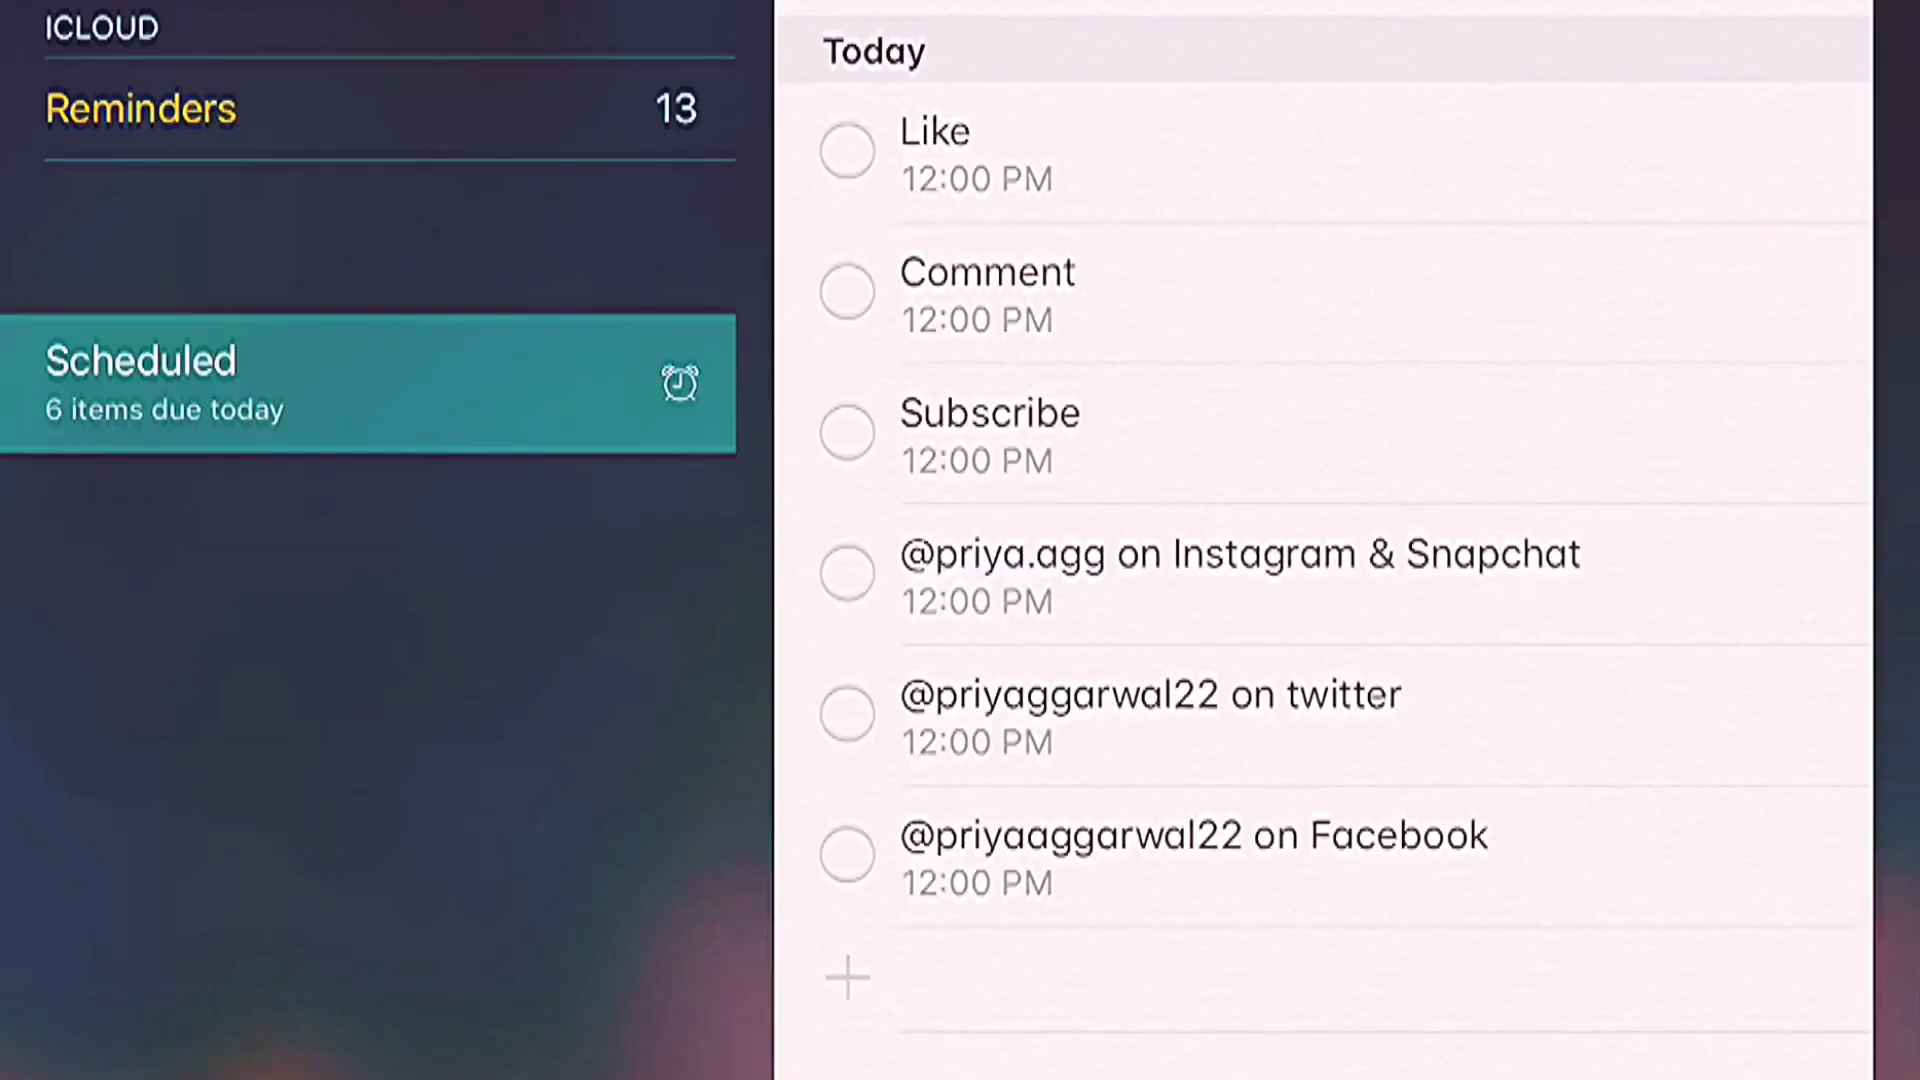 ICLOUD
Reminders 13
Scheduled
6 items due today
Today
Like
12:00 PM
Comment
12:00 PM
Subscribe
12:00 PM
@priya.agg on Instagram & Snapchat
12:00 PM
@priyaggarwal22 on twitter
12:00 PM
@priyaaggarwal22 on Facebook
12:00 PM